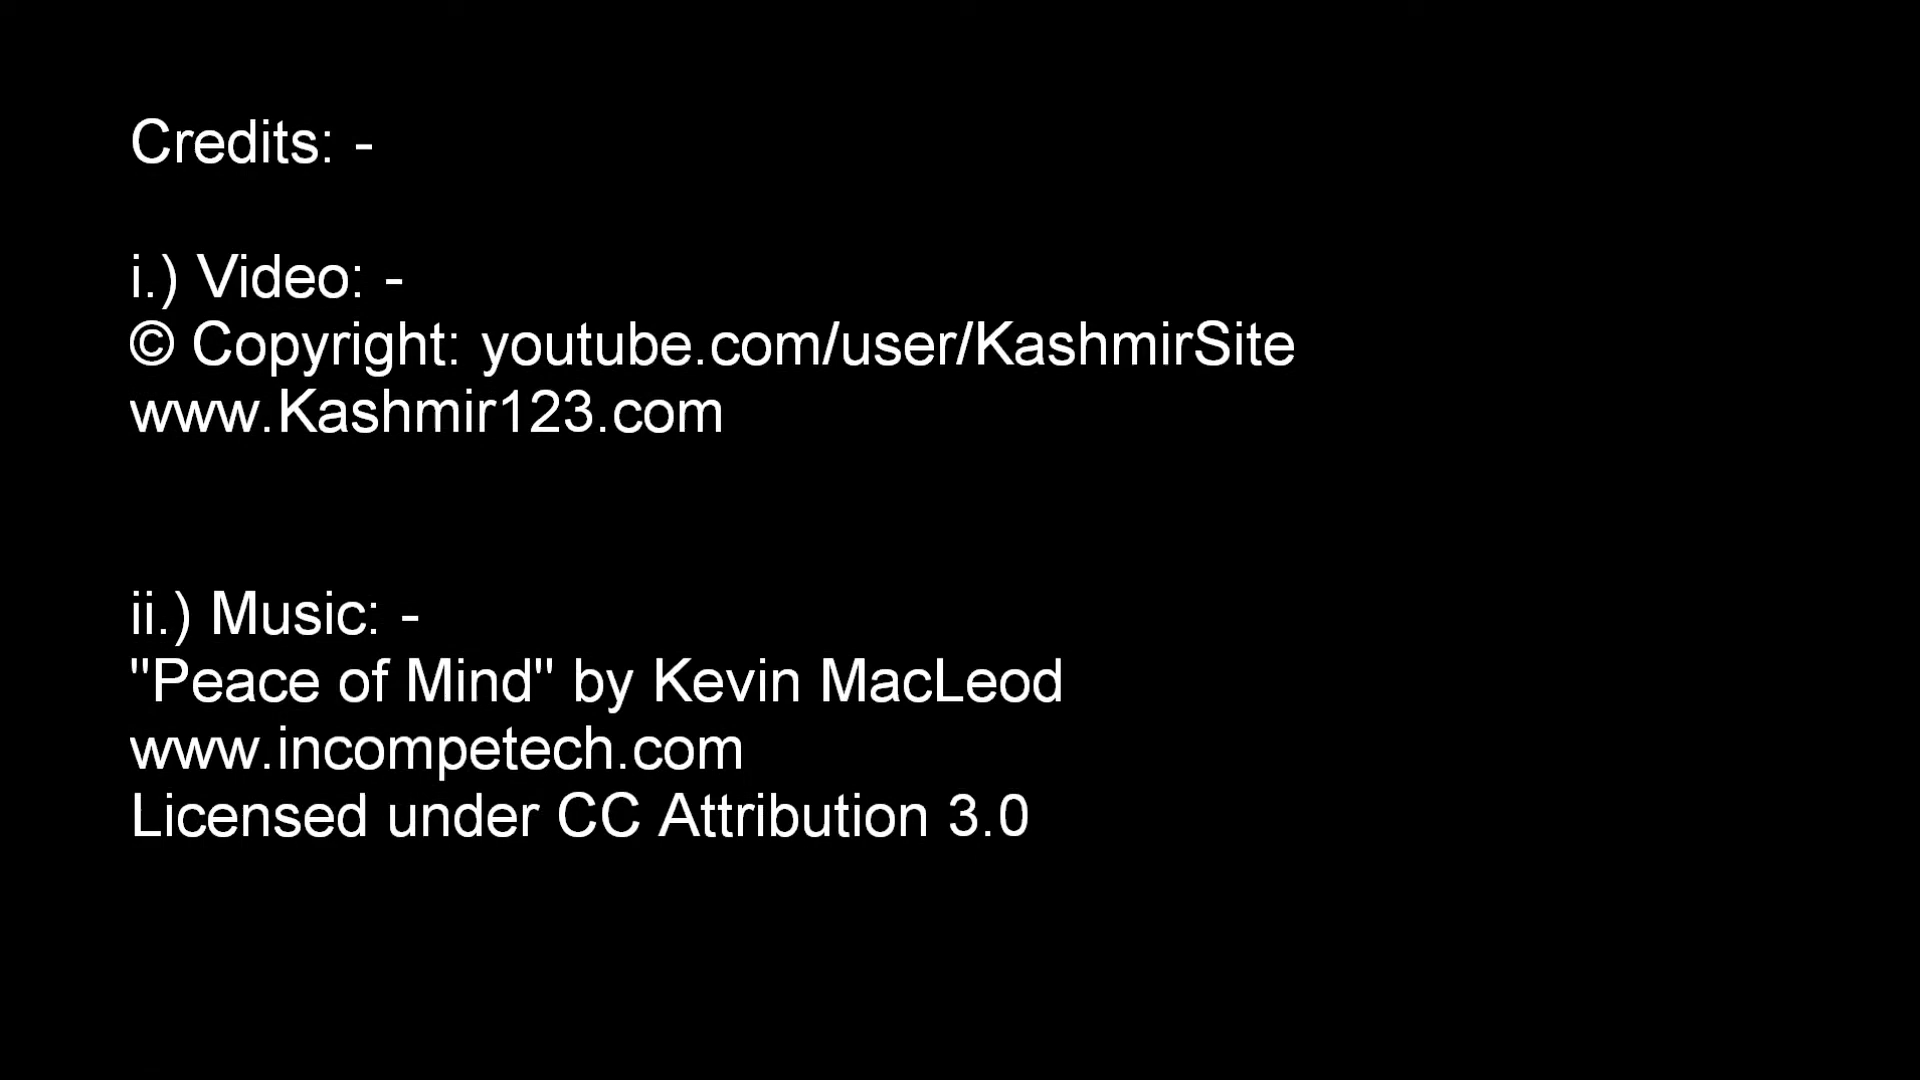 Credits: -
i.) Video: -
© Copyright: youtube.com/user/KashmirSite
www.Kashmir123.com
ii.) Music: -
"Peace of Mind" by Kevin MacLeod
www.incompetech.com
Licensed under CC Attribution 3.0